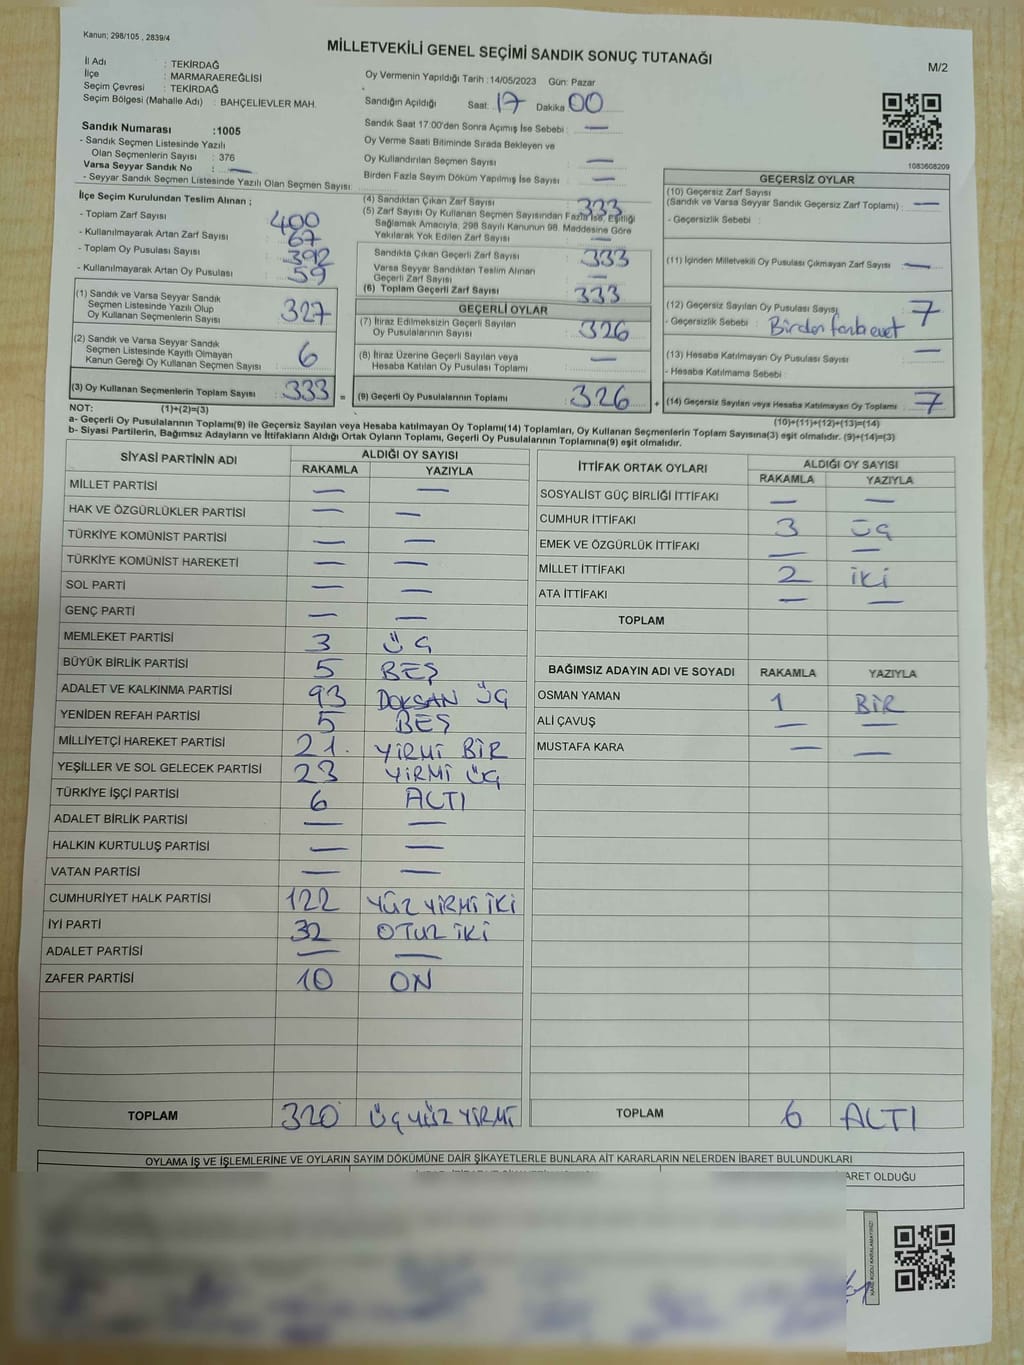 Kanun; 298/105 , 2839/4
MİLLETVEKİLİ GENEL SEÇİMİ SANDIK SONUÇ TUTANAĞI
M/2
İl Adı : TEKİRDAĞ
İlçe : MARMARAEREĞLİSİ
Seçim Çevresi : TEKİRDAĞ
Seçim Bölgesi (Mahalle Adı) : BAHÇELİEVLER MAH.
Sandık Numarası : 1005
- Sandık Seçmen Listesinde Yazılı
Olan Seçmenlerin Sayısı : 376
Varsa Seyyar Sandık No : —
- Seyyar Sandık Seçmen Listesinde Yazılı Olan Seçmen Sayısı:
Oy Vermenin Yapıldığı Tarih : 14/05/2023 Gün: Pazar
Sandığın Açıldığı Saat: 17 Dakika 00
Sandık Saat 17:00'den Sonra Açımış İse Sebebi : —
Oy Verme Saati Bitiminde Sırada Bekleyen ve
Oy Kullandırılan Seçmen Sayısı —
Birden Fazla Sayım Döküm Yapılmış İse Sayısı : —
1083608209
İlçe Seçim Kurulundan Teslim Alınan ;
- Toplam Zarf Sayısı : 400
- Kullanılmayarak Artan Zarf Sayısı : 67
- Toplam Oy Pusulası Sayısı : 392
- Kullanılmayarak Artan Oy Pusulası : 59
(1) Sandık ve Varsa Seyyar Sandık
Seçmen Listesinde Yazılı Olup
Oy Kullanan Seçmenlerin Sayısı : 327
(2) Sandık ve Varsa Seyyar Sandık
Seçmen Listesinde Kayıtlı Olmayan
Kanun Gereği Oy Kullanan Seçmen Sayısı : 6
(3) Oy Kullanan Seçmenlerin Toplam Sayısı : 333 =
(4) Sandıktan Çıkan Zarf Sayısı : 333
(5) Zarf Sayısı Oy Kullanan Seçmen Sayısından Fazla İse, Eşitliği
Sağlamak Amacıyla, 298 Sayılı Kanunun 98. Maddesine Göre
Yakılarak Yok Edilen Zarf Sayısı : —
Sandıkta Çıkan Geçerli Zarf Sayısı : 333
Varsa Seyyar Sandıktan Teslim Alınan
Geçerli Zarf Sayısı : —
(6) Toplam Geçerli Zarf Sayısı : 333
GEÇERLİ OYLAR
(7) İtiraz Edilmeksizin Geçerli Sayılan
Oy Pusulalarının Sayısı : 326
(8) İtiraz Üzerine Geçerli Sayılan veya
Hesaba Katılan Oy Pusulası Toplamı : —
(9) Geçerli Oy Pusulalarının Toplamı : 326 +
GEÇERSİZ OYLAR
(10) Geçersiz Zarf Sayısı
(Sandık ve Varsa Seyyar Sandık Geçersiz Zarf Toplamı) : —
- Geçersizlik Sebebi :
(11) İçinden Milletvekili Oy Pusulası Çıkmayan Zarf Sayısı : —
(12) Geçersiz Sayılan Oy Pusulası Sayısı : 7
- Geçersizlik Sebebi : Birden fazla evet
(13) Hesaba Katılmayan Oy Pusulası Sayısı : —
- Hesaba Katılmama Sebebi :
(14) Geçersiz Sayılan veya Hesaba Katılmayan Oy Toplamı : 7
NOT: (1)+(2)=(3) (10)+(11)+(12)+(13)=(14)
a- Geçerli Oy Pusulalarının Toplamı(9) ile Geçersiz Sayılan veya Hesaba katılmayan Oy Toplamı(14) Toplamları, Oy Kullanan Seçmenlerin Toplam Sayısına(3) eşit olmalıdır. (9)+(14)=(3)
b- Siyasi Partilerin, Bağımsız Adayların ve İttifakların Aldığı Ortak Oyların Toplamı, Geçerli Oy Pusulalarının Toplamına(9) eşit olmalıdır.
SİYASİ PARTİNİN ADI ALDIĞI OY SAYISI
RAKAMLA YAZIYLA
MİLLET PARTİSİ — —
HAK VE ÖZGÜRLÜKLER PARTİSİ — —
TÜRKİYE KOMÜNİST PARTİSİ — —
TÜRKİYE KOMÜNİST HAREKETİ — —
SOL PARTİ — —
GENÇ PARTİ — —
MEMLEKET PARTİSİ 3 ÜÇ
BÜYÜK BİRLİK PARTİSİ 5 BEŞ
ADALET VE KALKINMA PARTİSİ 93 DOKSAN ÜÇ
YENİDEN REFAH PARTİSİ 5 BEŞ
MİLLİYETÇİ HAREKET PARTİSİ 21. YİRMİ BİR
YEŞİLLER VE SOL GELECEK PARTİSİ 23 YİRMİ ÜÇ
TÜRKİYE İŞÇİ PARTİSİ 6 ALTI
ADALET BİRLİK PARTİSİ — —
HALKIN KURTULUŞ PARTİSİ — —
VATAN PARTİSİ — —
CUMHURİYET HALK PARTİSİ 122 YÜZ YİRMİ İKİ
İYİ PARTİ 32 OTUZ İKİ
ADALET PARTİSİ — —
ZAFER PARTİSİ 10 ON
TOPLAM 320 ÜÇ YÜZ YİRMİ
İTTİFAK ORTAK OYLARI ALDIĞI OY SAYISI
RAKAMLA YAZIYLA
SOSYALİST GÜÇ BİRLİĞİ İTTİFAKI — —
CUMHUR İTTİFAKI 3 ÜÇ
EMEK VE ÖZGÜRLÜK İTTİFAKI — —
MİLLET İTTİFAKI 2 İKİ
ATA İTTİFAKI — —
TOPLAM
BAĞIMSIZ ADAYIN ADI VE SOYADI RAKAMLA YAZIYLA
OSMAN YAMAN 1 BİR
ALİ ÇAVUŞ — —
MUSTAFA KARA — —
TOPLAM 6 ALTI
OYLAMA İŞ VE İŞLEMLERİNE VE OYLARIN SAYIM DÖKÜMÜNE DAİR ŞİKAYETLERLE BUNLARA AİT KARARLARIN NELERDEN İBARET BULUNDUKLARI
ARET OLDUĞU